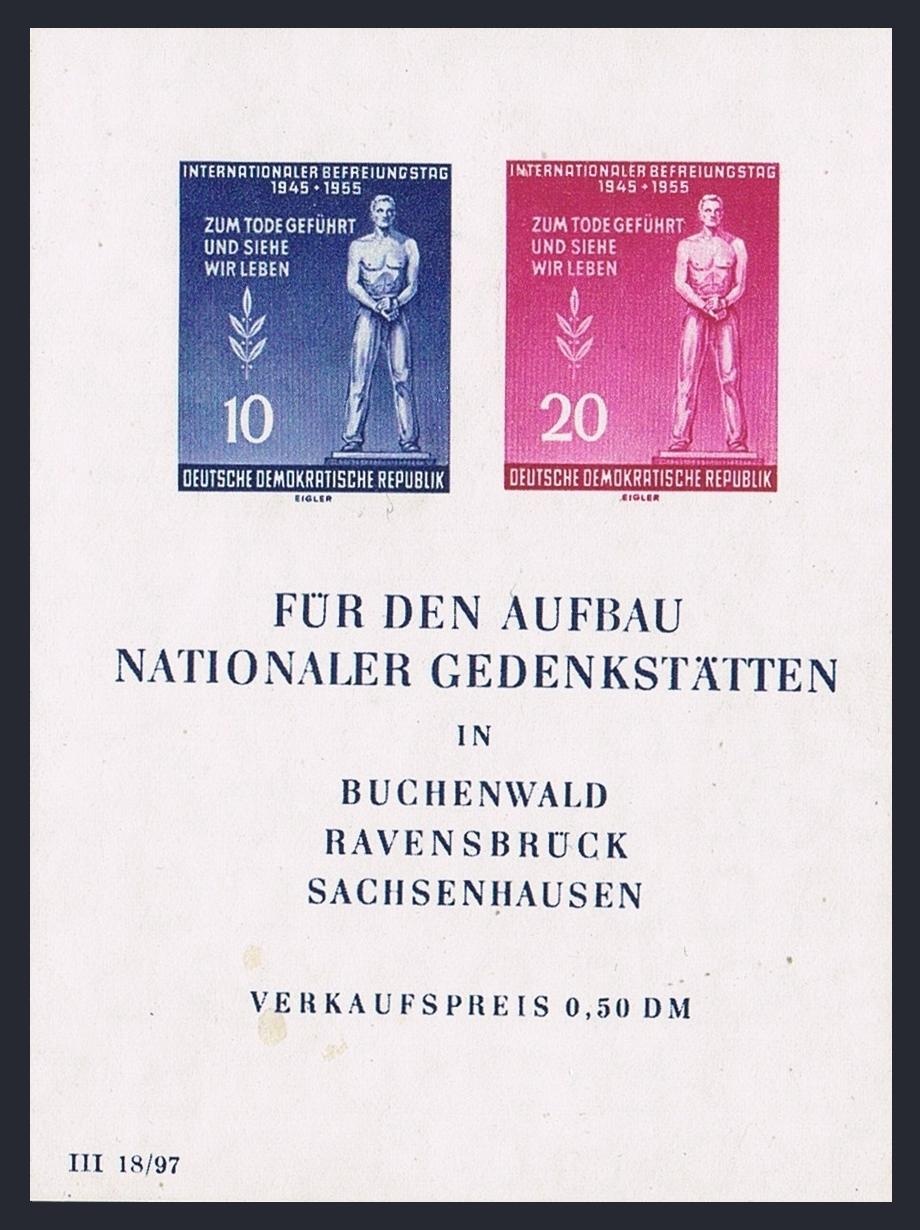 INTERNATIONALER BEFREIUNGSTAG
1945 • 1955
ZUM TODE GEFÜHRT
UND SIEHE
WIR LEBEN
10
DEUTSCHE DEMOKRATISCHE REPUBLIK
EIGLER
INTERNATIONALER BEFREIUNGSTAG
1945 • 1955
ZUM TODE GEFÜHRT
UND SIEHE
WIR LEBEN
20
DEUTSCHE DEMOKRATISCHE REPUBLIK
EIGLER
FÜR DEN AUFBAU
NATIONALER GEDENKSTÄTTEN
IN
BUCHENWALD
RAVENSBRÜCK
SACHSENHAUSEN
VERKAUFSPREIS 0,50 DM
III 18/97